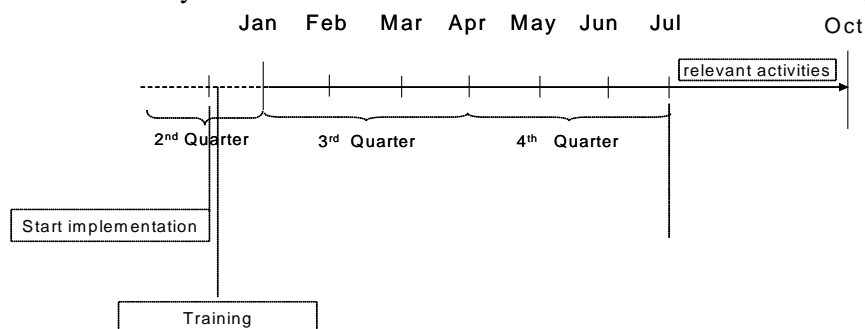 Jan Feb Mar Apr May Jun Jul Oct
relevant activities
2nd Quarter 3rd Quarter 4th Quarter
Start implementation
Training